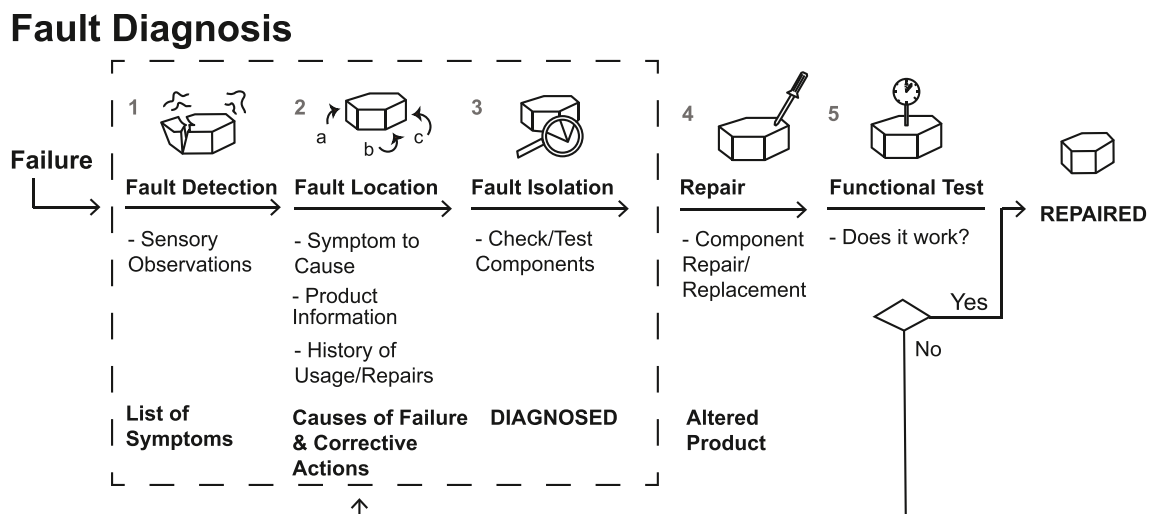 Fault Diagnosis
Failure
1
Fault Detection
- Sensory
Observations
List of
Symptoms
2
a
b
c
Fault Location
- Symptom to
Cause
- Product
Information
- History of
Usage/Repairs
Causes of Failure
& Corrective
Actions
3
Fault Isolation
- Check/Test
Components
DIAGNOSED
4
Repair
- Component
Repair/
Replacement
Altered
Product
5
Functional Test
- Does it work?
Yes
No
REPAIRED